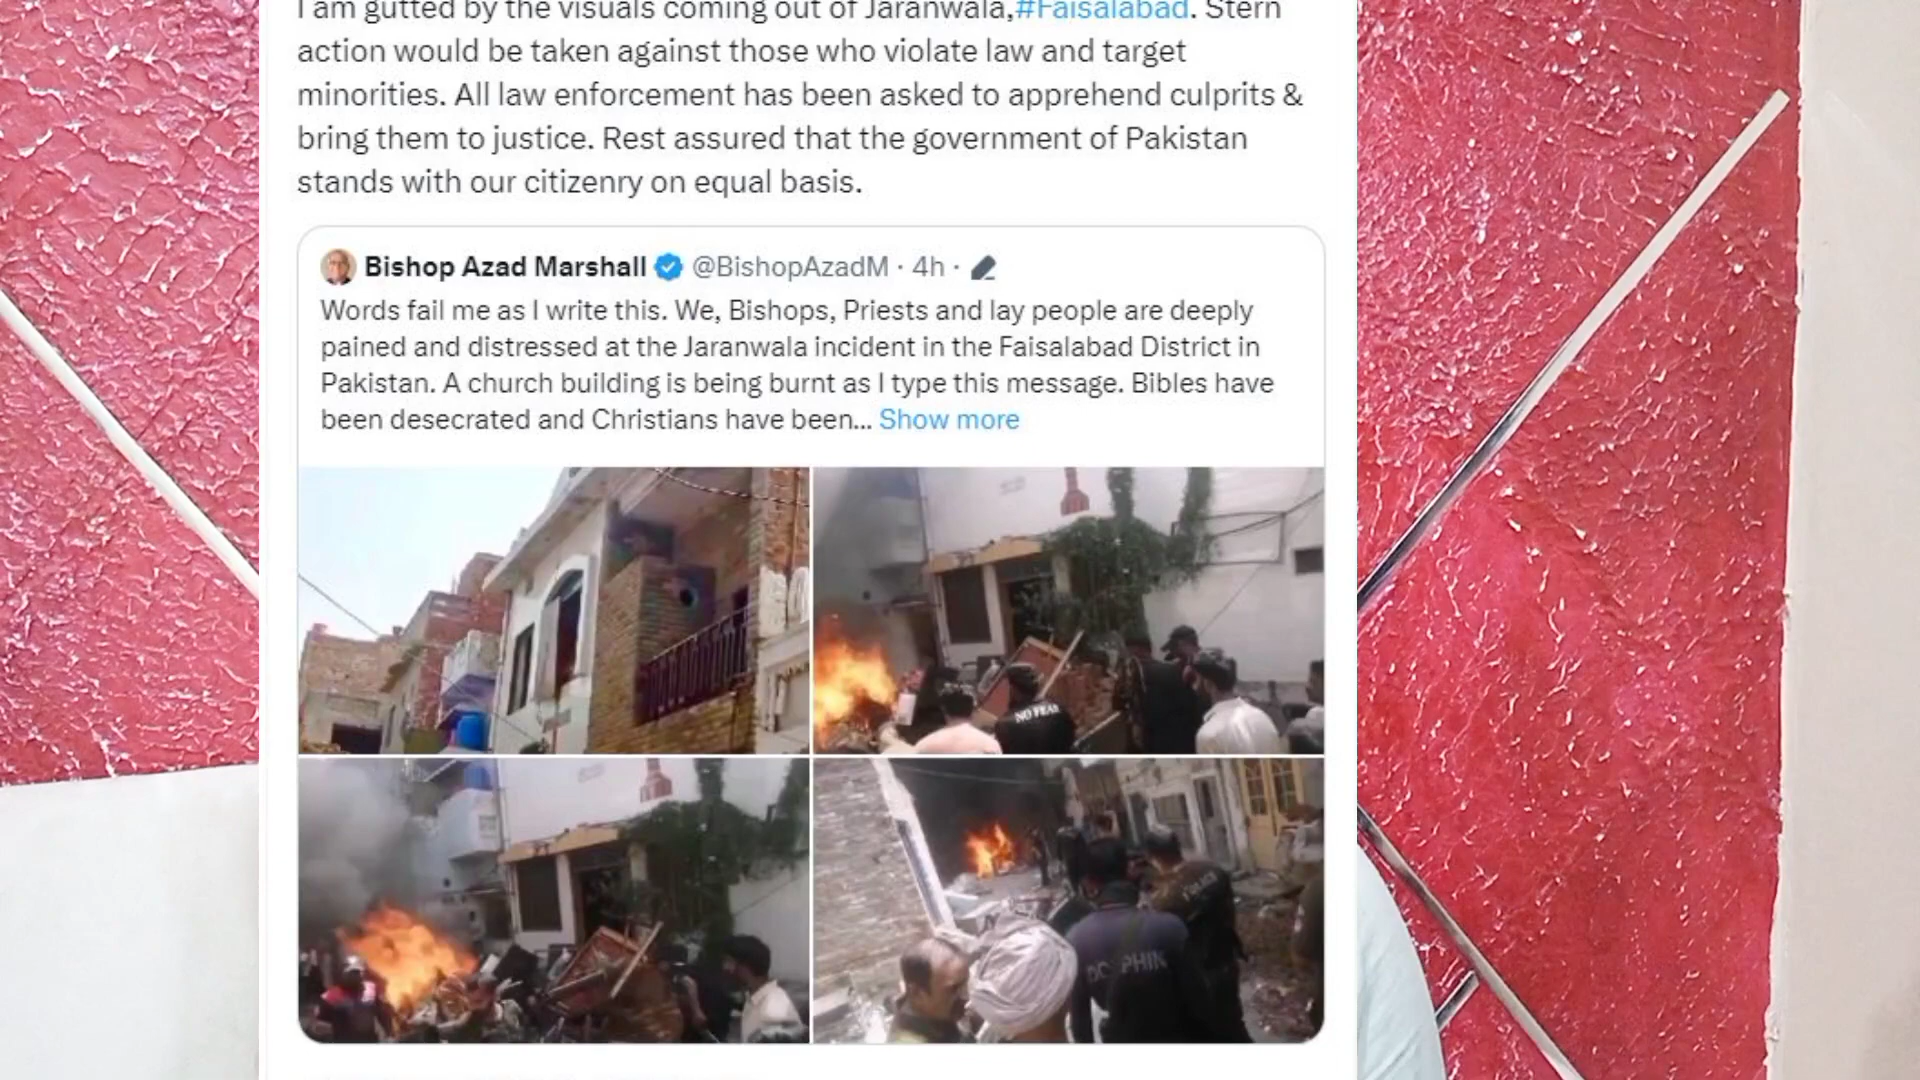 I am gutted by the visuals coming out of Jaranwala,#Faisalabad. Stern
action would be taken against those who violate law and target
minorities. All law enforcement has been asked to apprehend culprits &
bring them to justice. Rest assured that the government of Pakistan
stands with our citizenry on equal basis.
Bishop Azad Marshall @BishopAzadM · 4h ·
Words fail me as I write this. We, Bishops, Priests and lay people are deeply
pained and distressed at the Jaranwala incident in the Faisalabad District in
Pakistan. A church building is being burnt as I type this message. Bibles have
been desecrated and Christians have been... Show more
NO FEAR